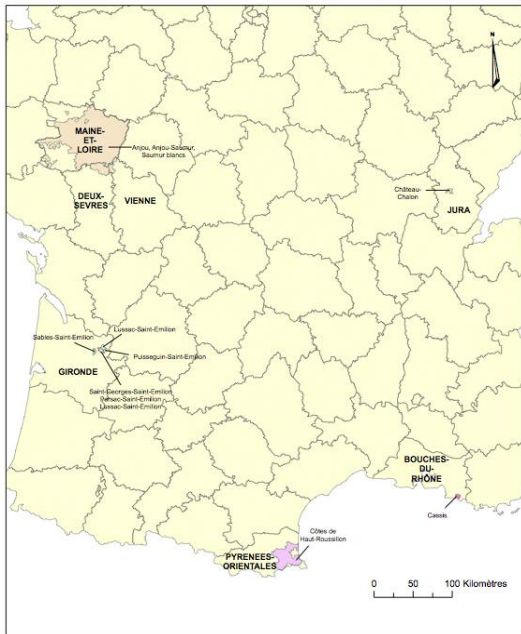 N
MAINE-
ET-
LOIRE
Anjou, Anjou-Saumur,
Saumur blancs
DEUX-
SEVRES
VIENNE
Château-
Chalon
JURA
Lussac-Saint-Emilion
Sables-Saint-Emilion
Puisseguin-Saint-Emilion
GIRONDE
Saint-Georges-Saint-Emilion
Parsac-Saint-Emilion
Lussac-Saint-Emilion
BOUCHES-
DU-
RHÔNE
Cassis
Côtes de
Haut-Roussillon
PYRENEES-
ORIENTALES
0 50 100 Kilomètres